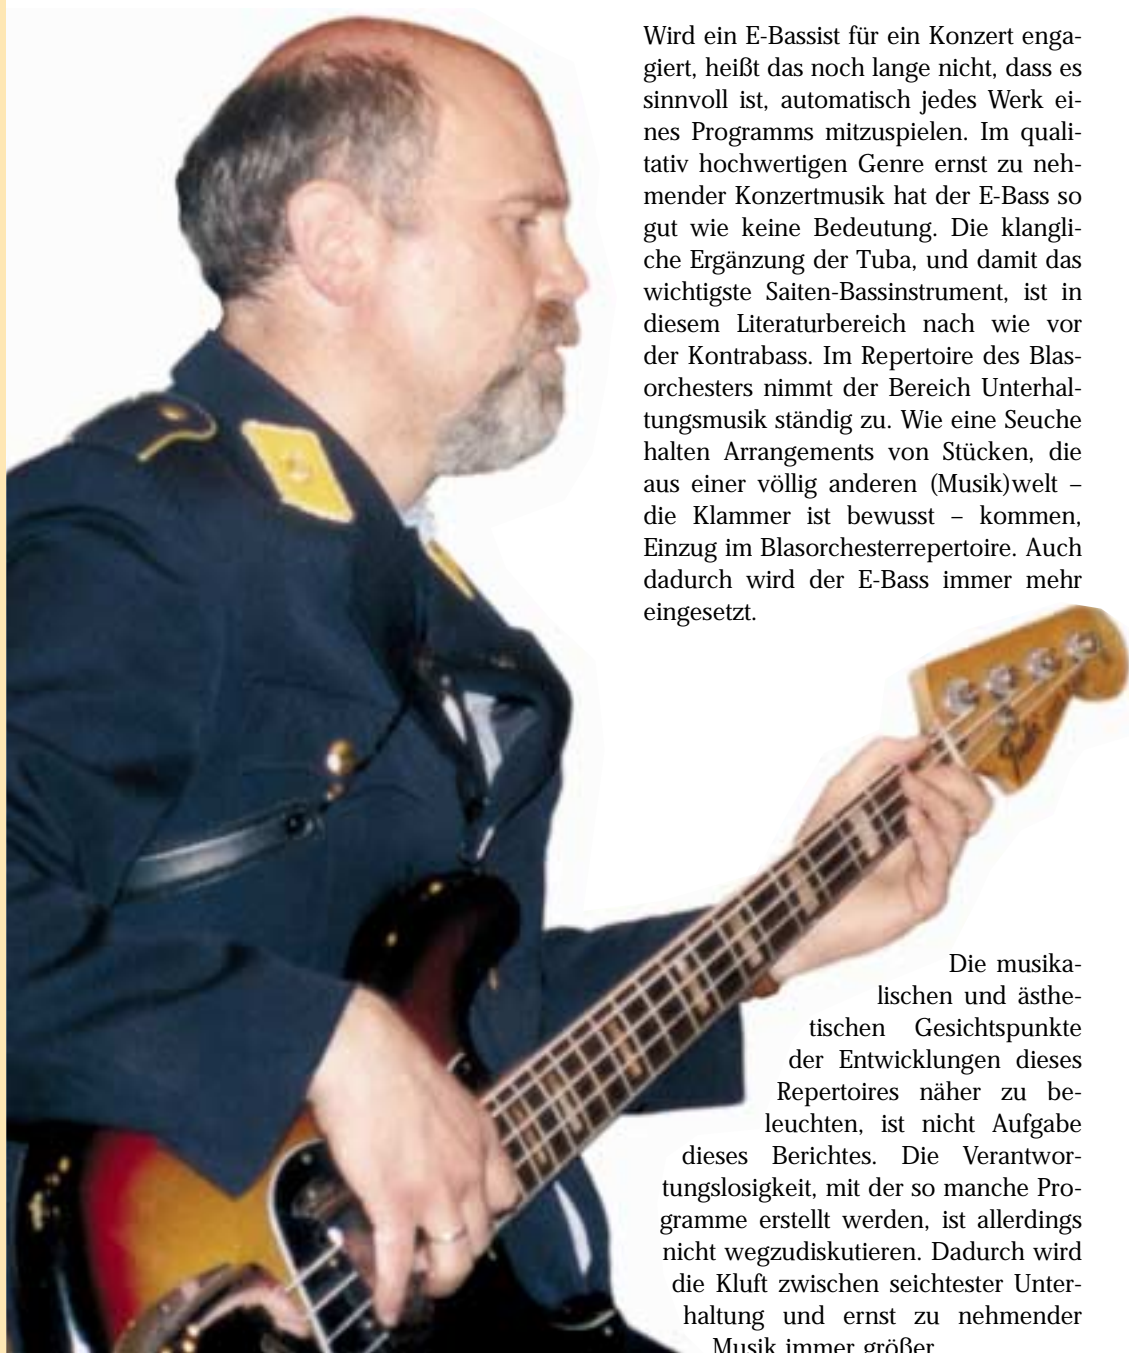 Wird ein E-Bassist für ein Konzert enga-
giert, heißt das noch lange nicht, dass es
sinnvoll ist, automatisch jedes Werk ei-
nes Programms mitzuspielen. Im quali-
tativ hochwertigen Genre ernst zu neh-
mender Konzertmusik hat der E-Bass so
gut wie keine Bedeutung. Die klangli-
che Ergänzung der Tuba, und damit das
wichtigste Saiten-Bassinstrument, ist in
diesem Literaturbereich nach wie vor
der Kontrabass. Im Repertoire des Blas-
orchesters nimmt der Bereich Unterhal-
tungsmusik ständig zu. Wie eine Seuche
halten Arrangements von Stücken, die
aus einer völlig anderen (Musik)welt –
die Klammer ist bewusst – kommen,
Einzug im Blasorchesterrepertoire. Auch
dadurch wird der E-Bass immer mehr
eingesetzt.
Die musika-
lischen und ästhe-
tischen Gesichtspunkte
der Entwicklungen dieses
Repertoires näher zu be-
leuchten, ist nicht Aufgabe
dieses Berichtes. Die Verantwor-
tungslosigkeit, mit der so manche Pro-
gramme erstellt werden, ist allerdings
nicht wegzudiskutieren. Dadurch wird
die Kluft zwischen seichtester Unter-
haltung und ernst zu nehmender
Musik immer größer.